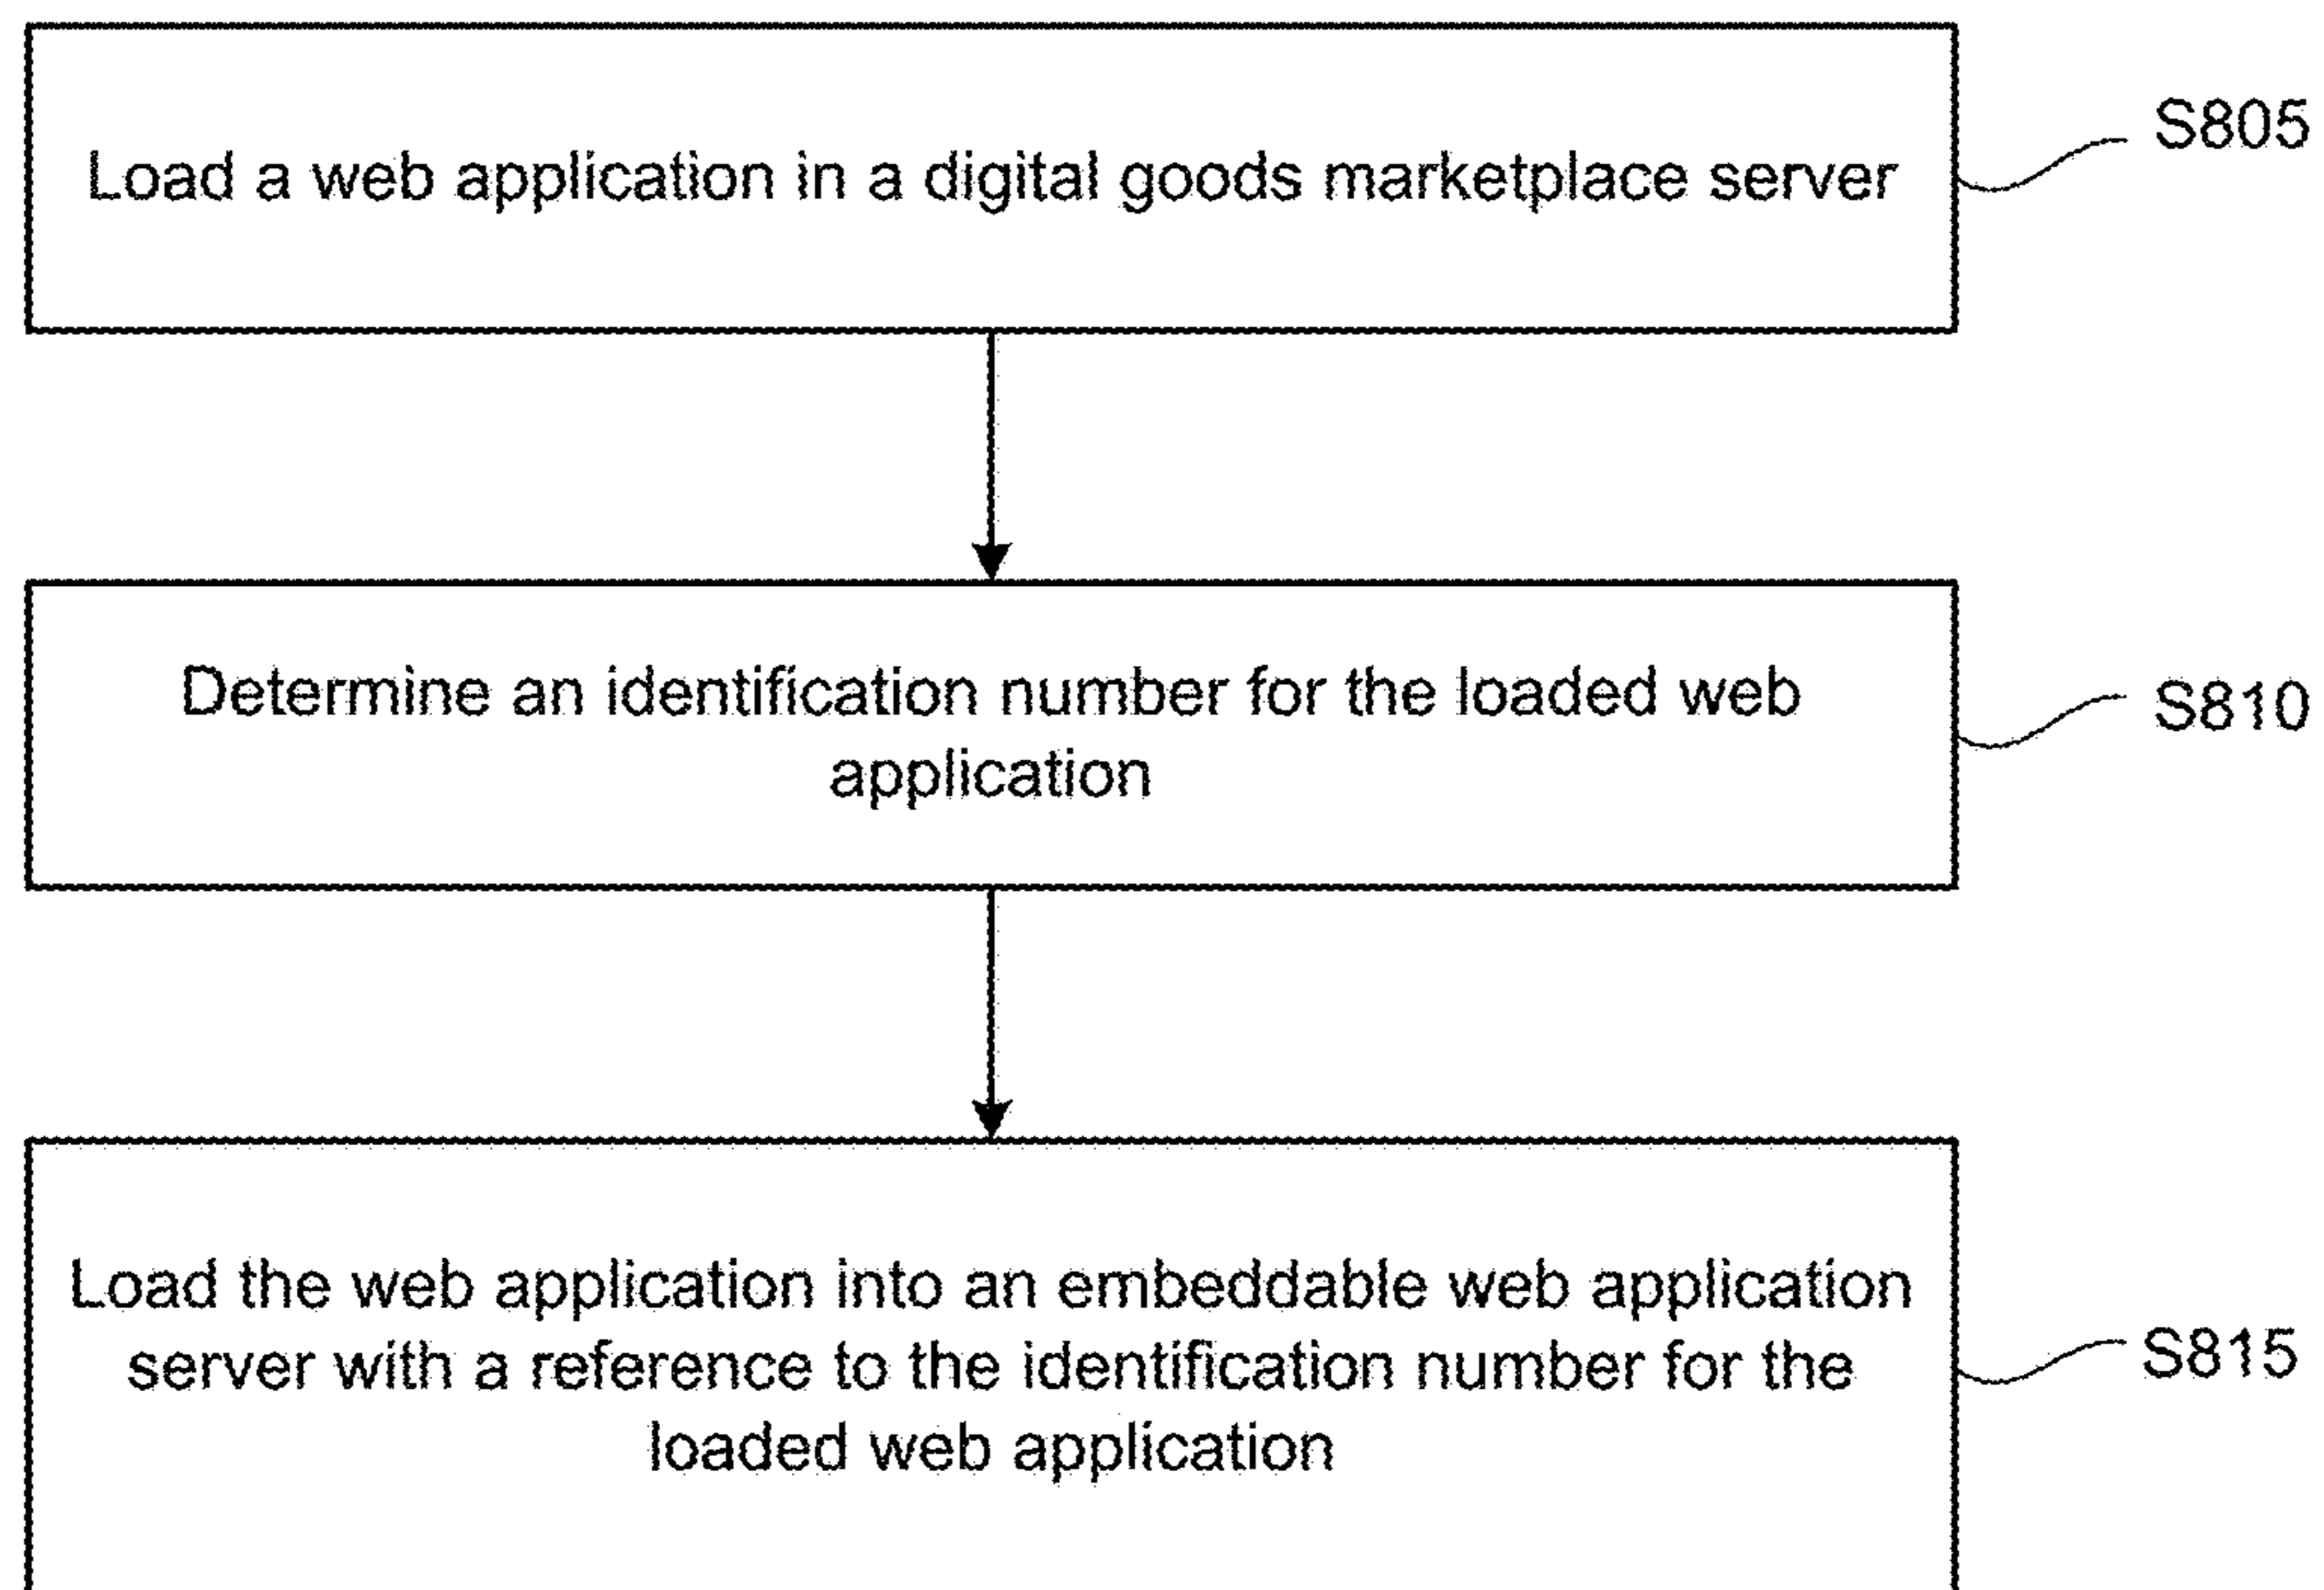 Load a web application in a digital goods marketplace server
S805
Determine an identification number for the loaded web
application
S810
Load the web application into an embeddable web application
server with a reference to the identification number for the
loaded web application
S815